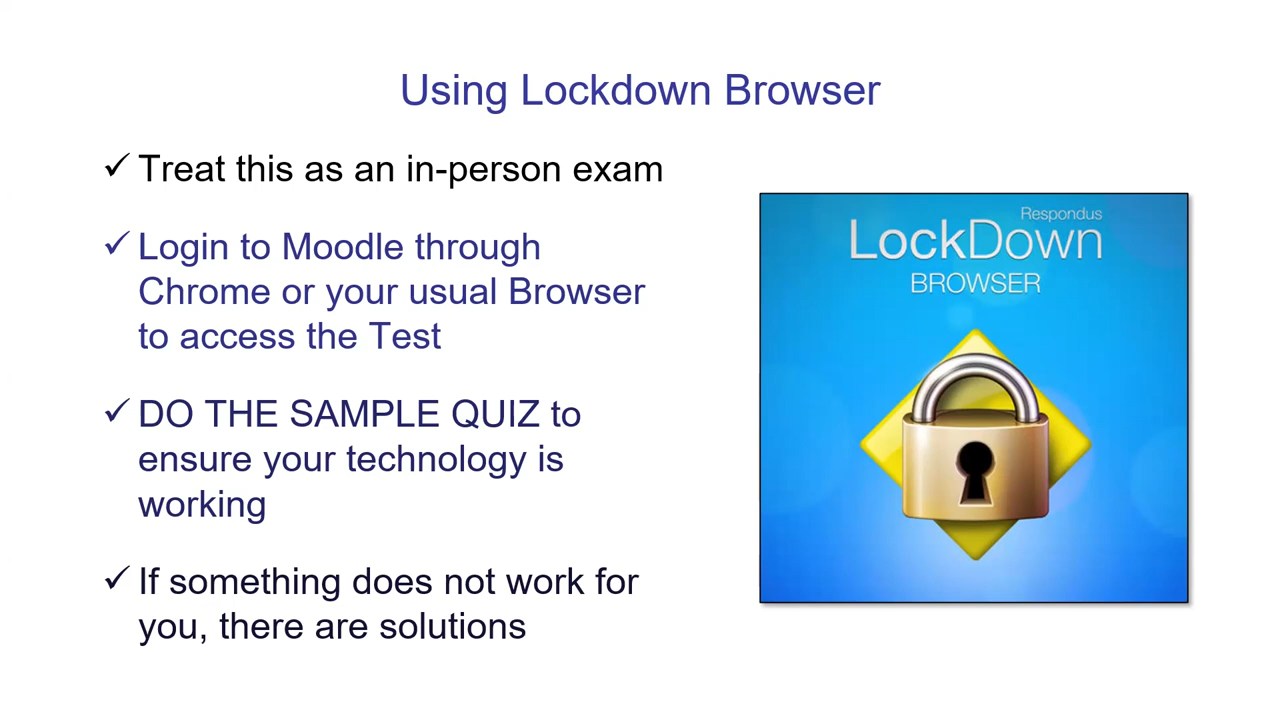 Using Lockdown Browser
✓ Treat this as an in-person exam
✓ Login to Moodle through
Chrome or your usual Browser
to access the Test
✓ DO THE SAMPLE QUIZ to
ensure your technology is
working
✓ If something does not work for
you, there are solutions
Respondus
LockDown
BROWSER